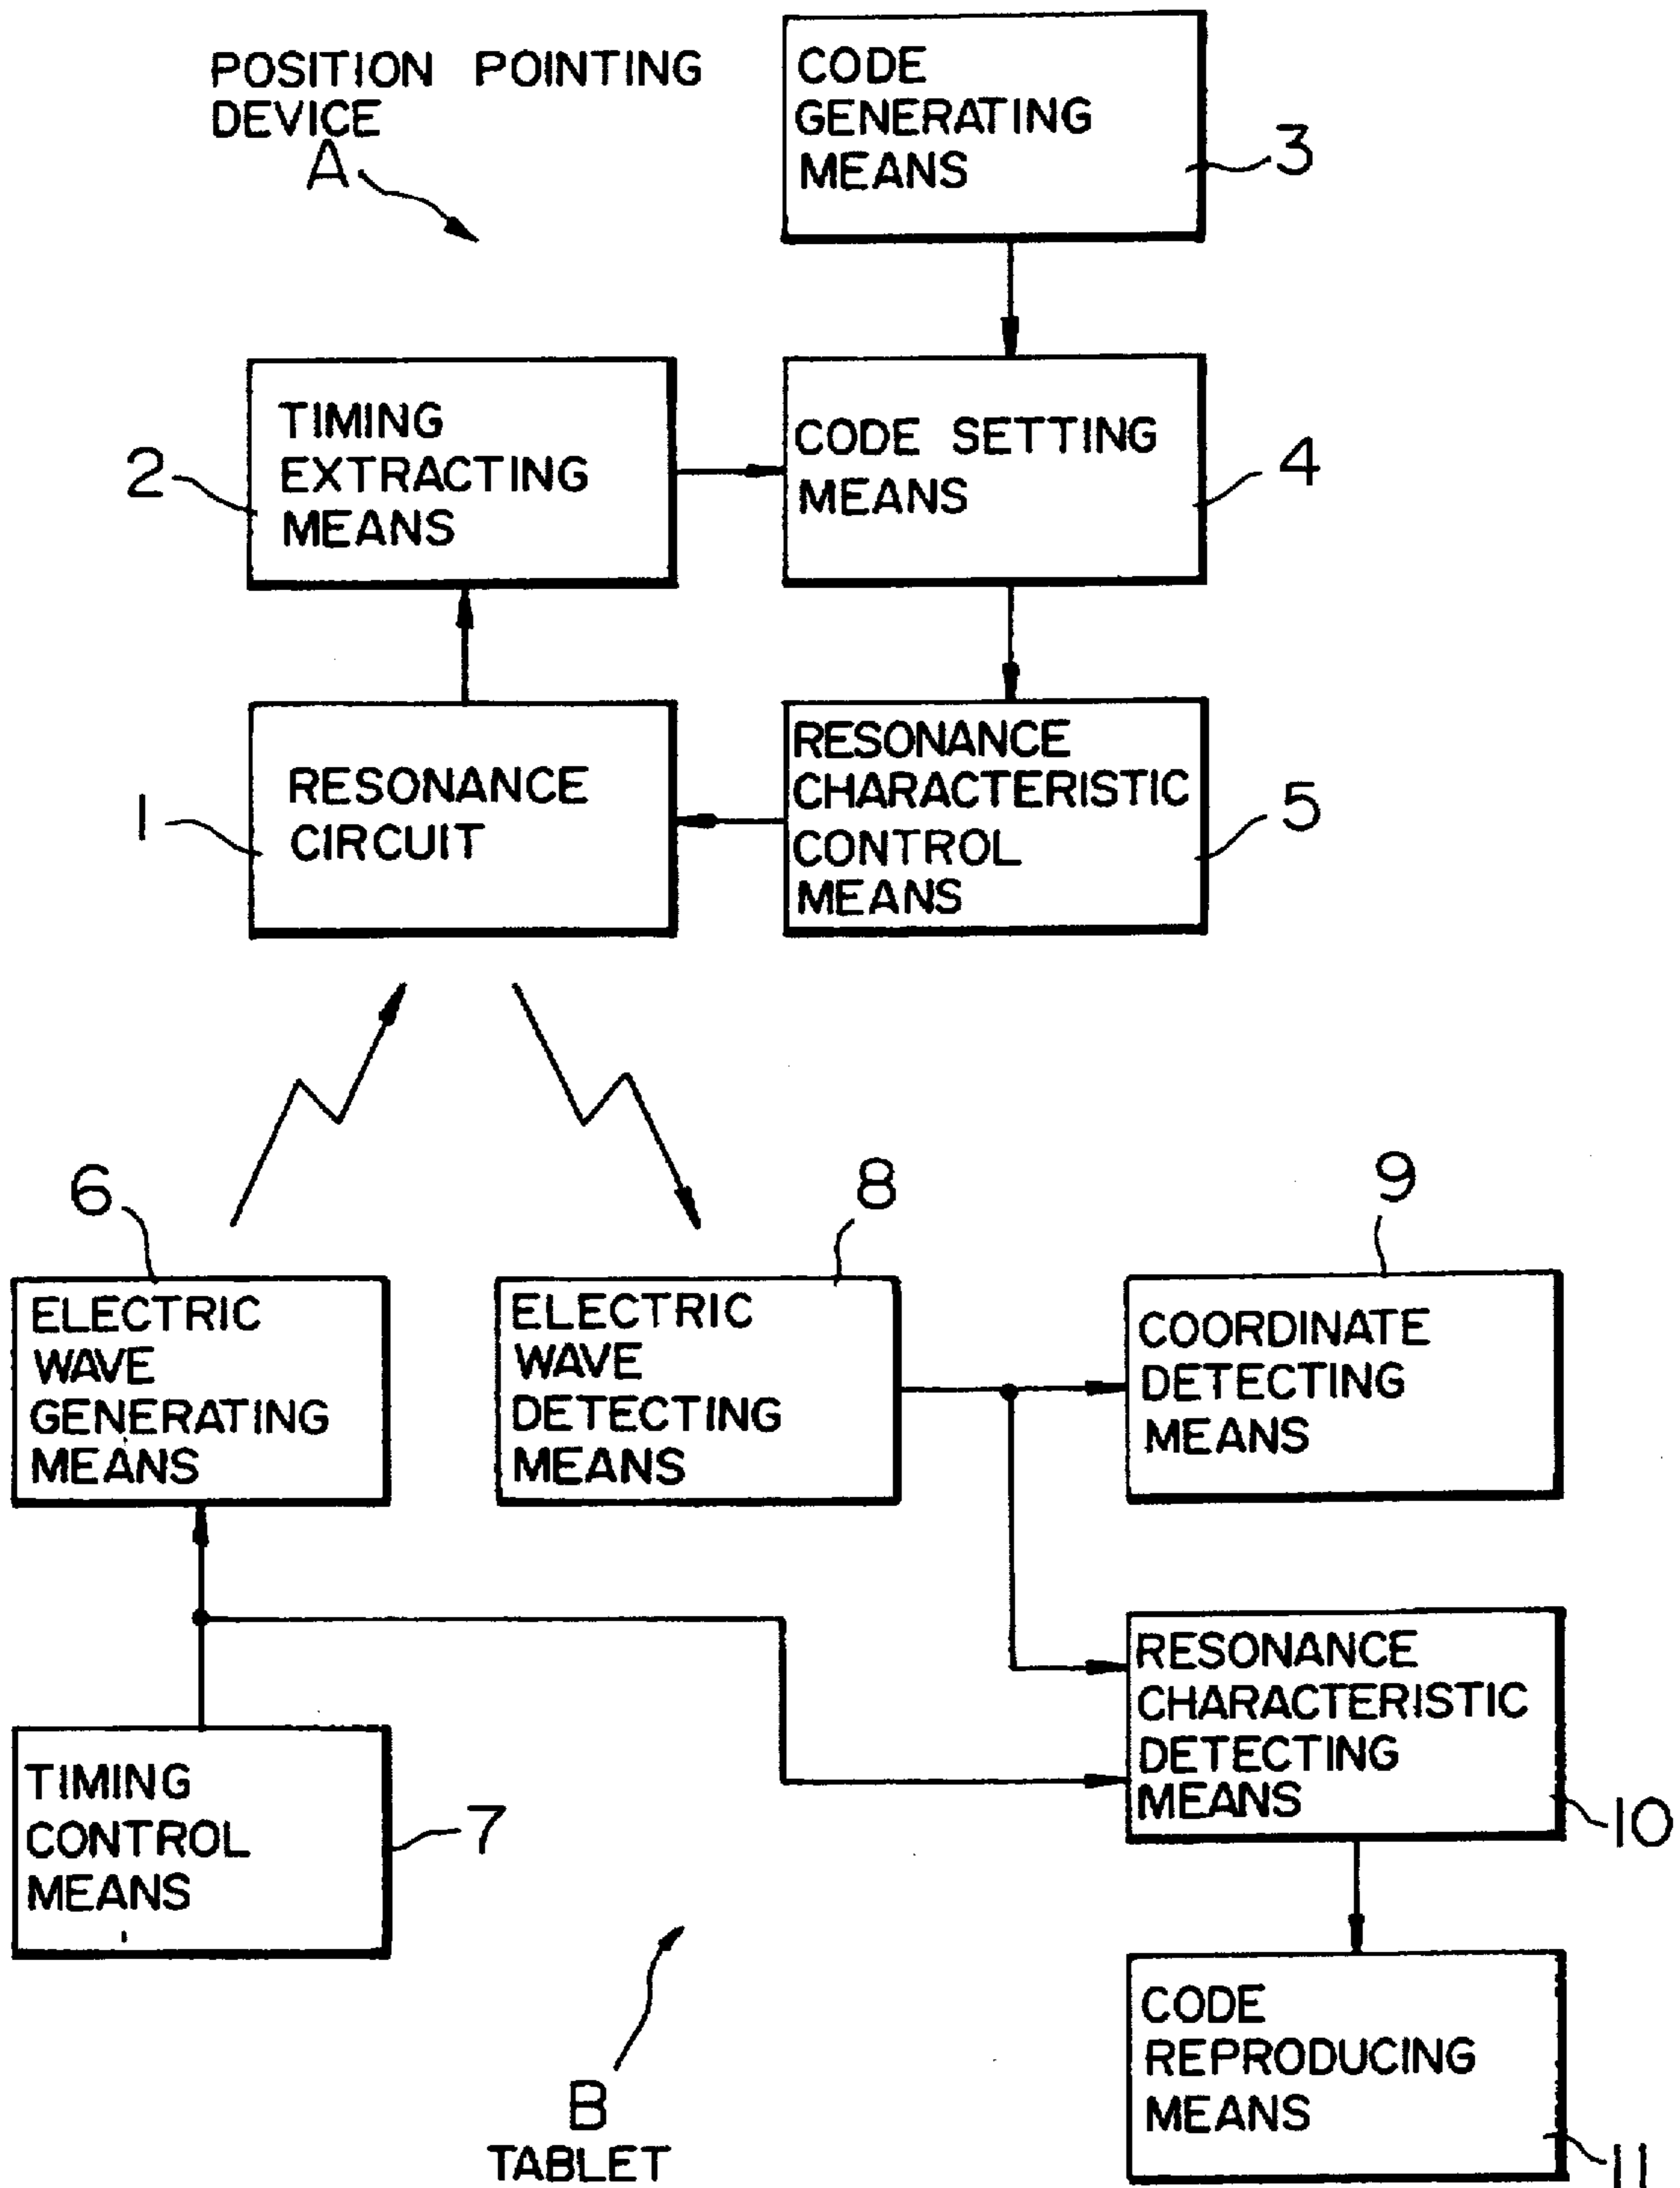 POSITION POINTING
DEVICE
A
CODE
GENERATING
MEANS
3
TIMING
EXTRACTING
MEANS
2
CODE SETTING
MEANS
4
RESONANCE
CIRCUIT
1
RESONANCE
CHARACTERISTIC
CONTROL
MEANS
5
6
ELECTRIC
WAVE
GENERATING
MEANS
8
ELECTRIC
WAVE
DETECTING
MEANS
9
COORDINATE
DETECTING
MEANS
TIMING
CONTROL
MEANS
7
RESONANCE
CHARACTERISTIC
DETECTING
MEANS
10
B
TABLET
CODE
REPRODUCING
MEANS
11